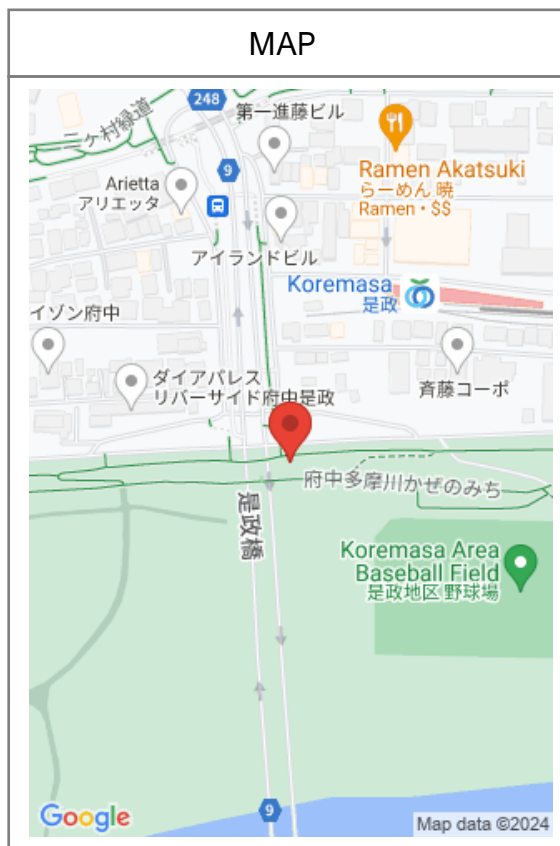 MAP
三ヶ村緑道
248
第一進藤ビル
9
Arietta
アリエッタ
Ramen Akatsuki
らーめん 暁
Ramen • $$
アイランドビル
Koremasa
是政
イゾン府中
ダイアパレス
リバーサイド府中是政
斉藤コーポ
府中多摩川かぜのみち
是政橋
Koremasa Area
Baseball Field
是政地区 野球場
9
Google
Map data ©2024